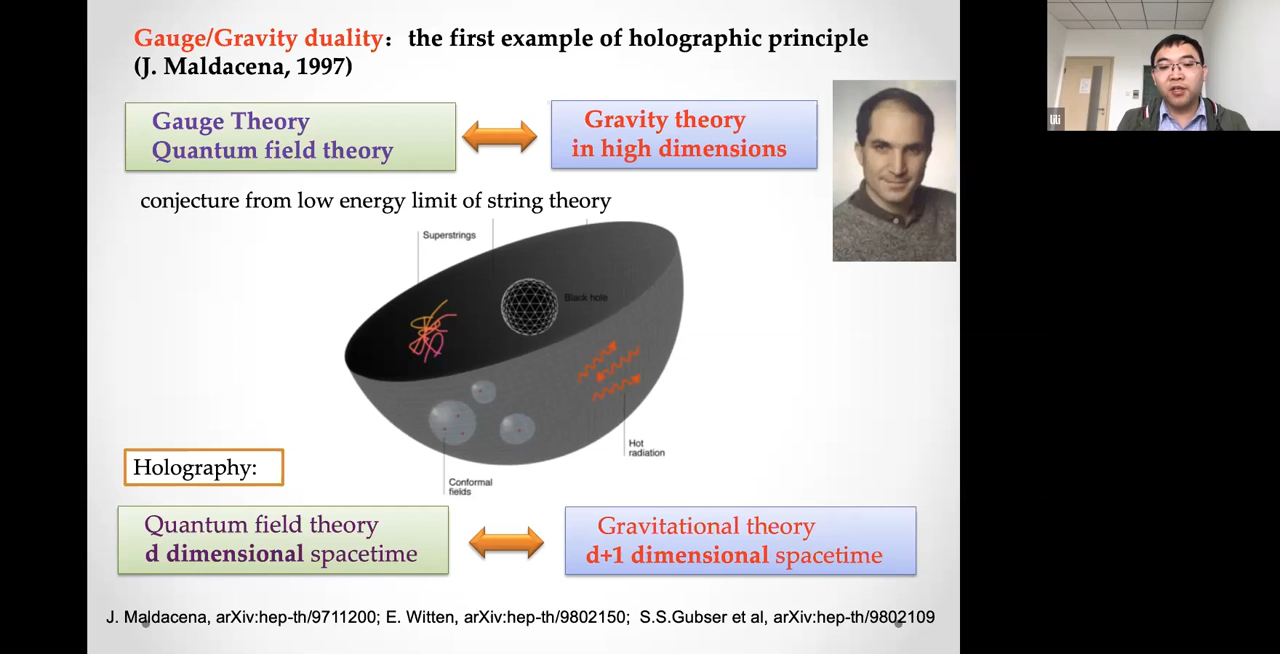 Gauge/Gravity duality：the first example of holographic principle
(J. Maldacena, 1997)
Gauge Theory
Quantum field theory
Gravity theory
in high dimensions
conjecture from low energy limit of string theory
Superstrings
Black hole
Hot
radiation
Conformal
fields
Holography:
Quantum field theory
d dimensional spacetime
Gravitational theory
d+1 dimensional spacetime
J. Maldacena, arXiv:hep-th/9711200; E. Witten, arXiv:hep-th/9802150; S.S.Gubser et al, arXiv:hep-th/9802109